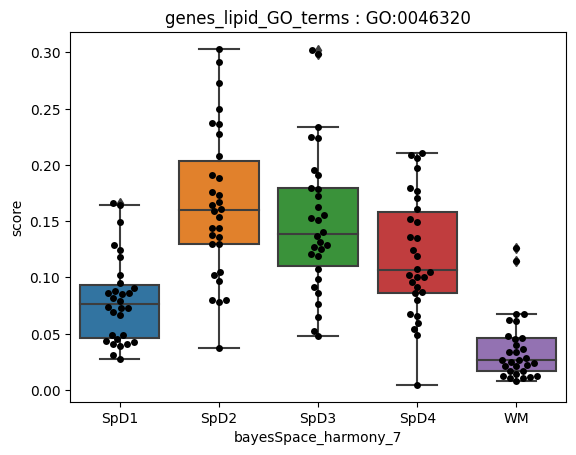 genes_lipid_GO_terms : GO:0046320
0.30
0.25
0.20
0.15
0.10
0.05
0.00
score
SpD1 SpD2 SpD3 SpD4 WM
bayesSpace_harmony_7